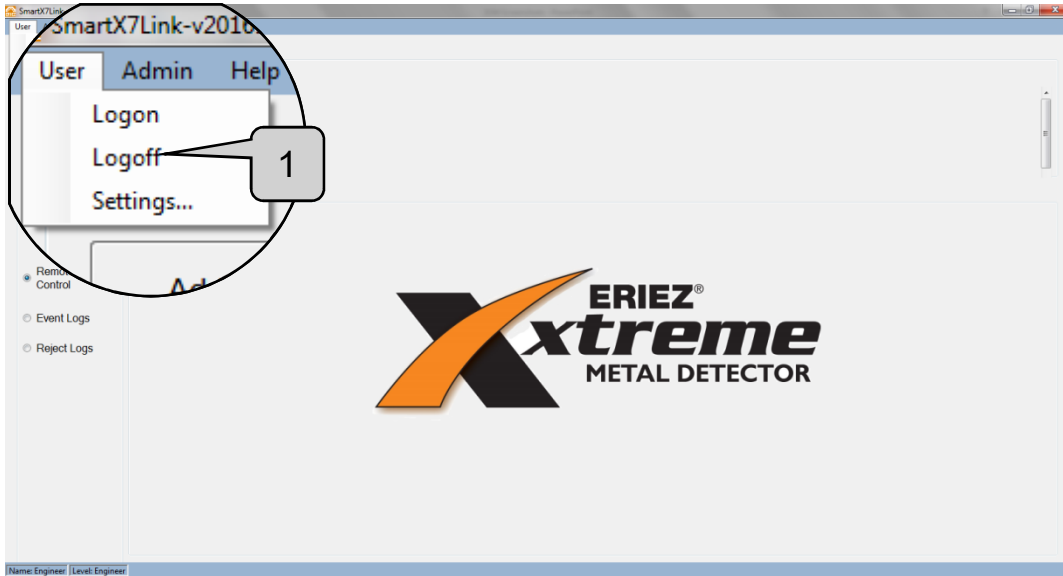 SmartX7Link
User
SmartX7Link-v2016
User Admin Help
Logon
Logoff
1
Settings...
Remo
Control
Event Logs
Reject Logs
ERIEZ®
Xtreme
METAL DETECTOR
Name: Engineer Level: Engineer